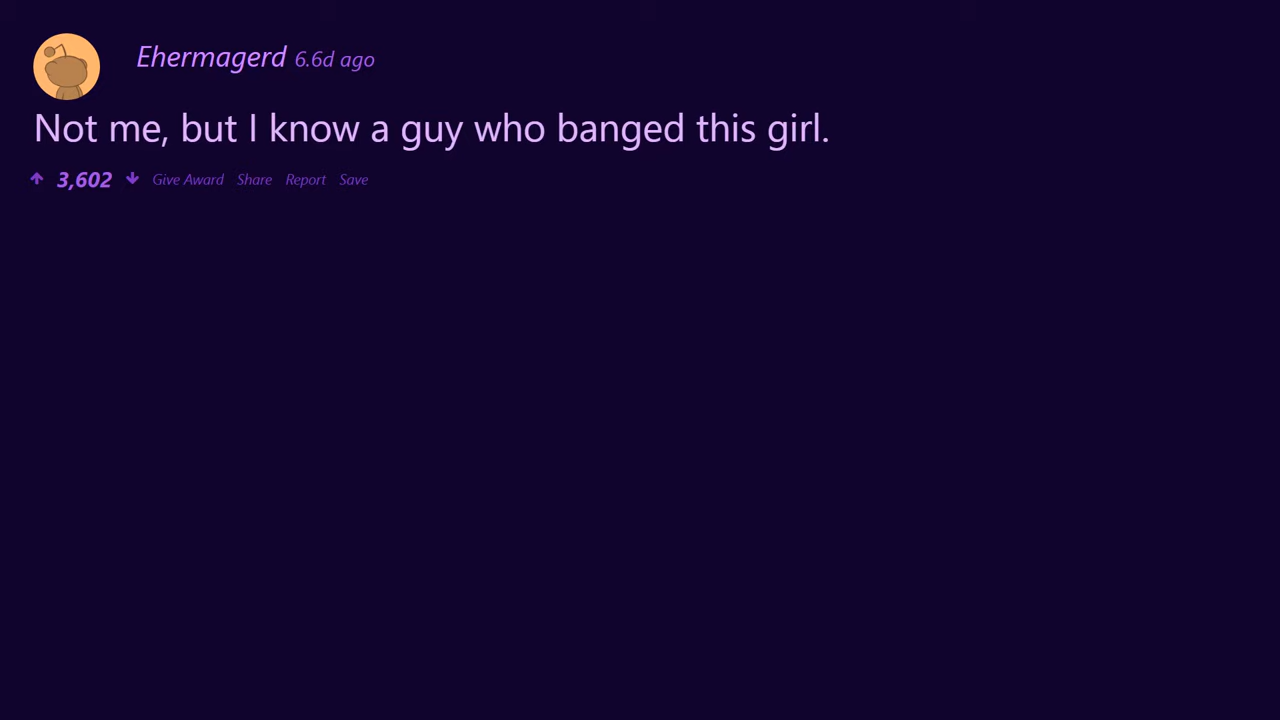 Ehermagerd 6.6d ago
Not me, but I know a guy who banged this girl.
3,602 Give Award Share Report Save